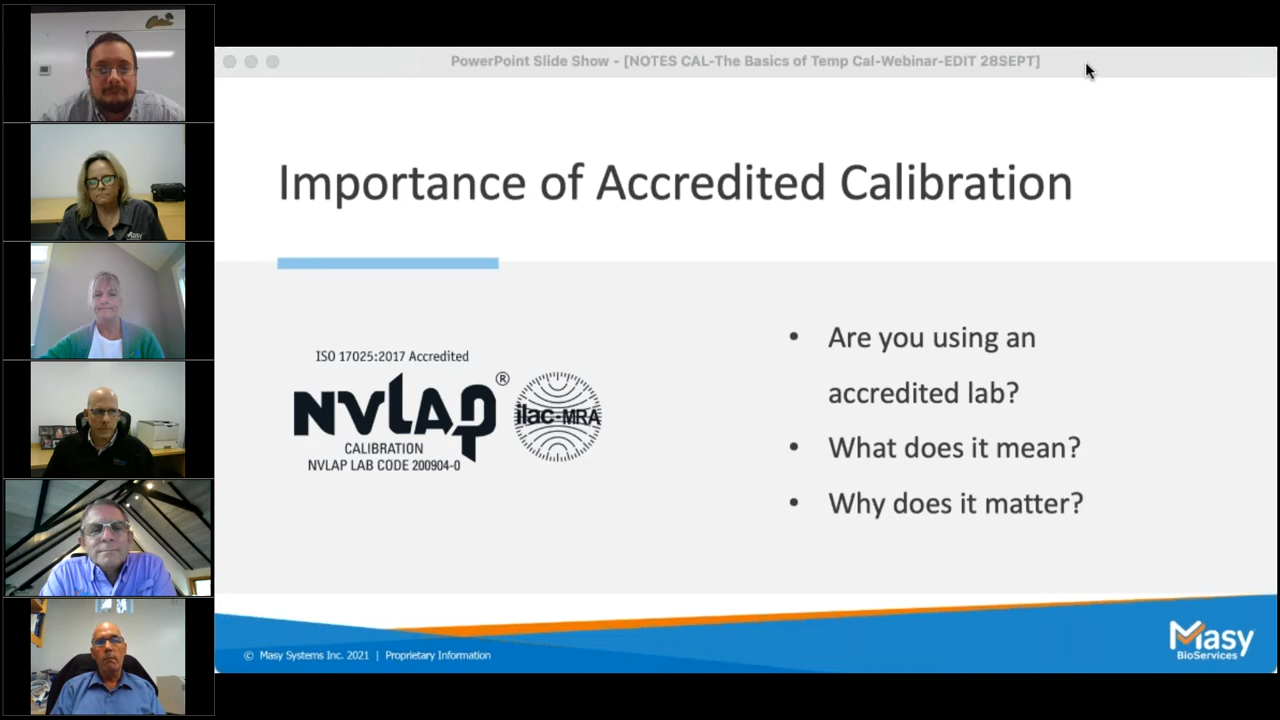 PowerPoint Slide Show - [NOTES CAL-The Basics of Temp Cal-Webinar-EDIT 28SEPT]
Importance of Accredited Calibration
ISO 17025:2017 Accredited
NVLAP®
ilac-MRA
CALIBRATION
NVLAP LAB CODE 200904-0
• Are you using an
accredited lab?
• What does it mean?
• Why does it matter?
© Masy Systems Inc. 2021 | Proprietary Information
Masy
BioServices